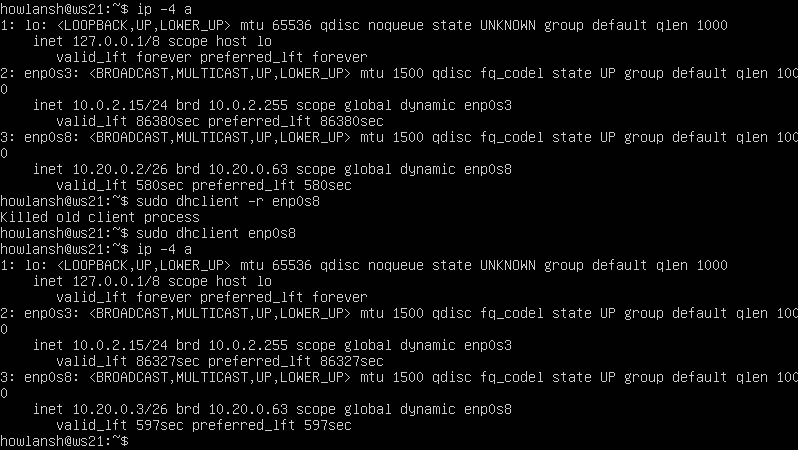 howlansh@ws21:~$ ip -4 a
1: lo: <LOOPBACK,UP,LOWER_UP> mtu 65536 qdisc noqueue state UNKNOWN group default qlen 1000
    inet 127.0.0.1/8 scope host lo
       valid_lft forever preferred_lft forever
2: enp0s3: <BROADCAST,MULTICAST,UP,LOWER_UP> mtu 1500 qdisc fq_codel state UP group default qlen 100
0
    inet 10.0.2.15/24 brd 10.0.2.255 scope global dynamic enp0s3
       valid_lft 86380sec preferred_lft 86380sec
3: enp0s8: <BROADCAST,MULTICAST,UP,LOWER_UP> mtu 1500 qdisc fq_codel state UP group default qlen 100
0
    inet 10.20.0.2/26 brd 10.20.0.63 scope global dynamic enp0s8
       valid_lft 580sec preferred_lft 580sec
howlansh@ws21:~$ sudo dhclient -r enp0s8
Killed old client process
howlansh@ws21:~$ sudo dhclient enp0s8
howlansh@ws21:~$ ip -4 a
1: lo: <LOOPBACK,UP,LOWER_UP> mtu 65536 qdisc noqueue state UNKNOWN group default qlen 1000
    inet 127.0.0.1/8 scope host lo
       valid_lft forever preferred_lft forever
2: enp0s3: <BROADCAST,MULTICAST,UP,LOWER_UP> mtu 1500 qdisc fq_codel state UP group default qlen 100
0
    inet 10.0.2.15/24 brd 10.0.2.255 scope global dynamic enp0s3
       valid_lft 86327sec preferred_lft 86327sec
3: enp0s8: <BROADCAST,MULTICAST,UP,LOWER_UP> mtu 1500 qdisc fq_codel state UP group default qlen 100
0
    inet 10.20.0.3/26 brd 10.20.0.63 scope global dynamic enp0s8
       valid_lft 597sec preferred_lft 597sec
howlansh@ws21:~$